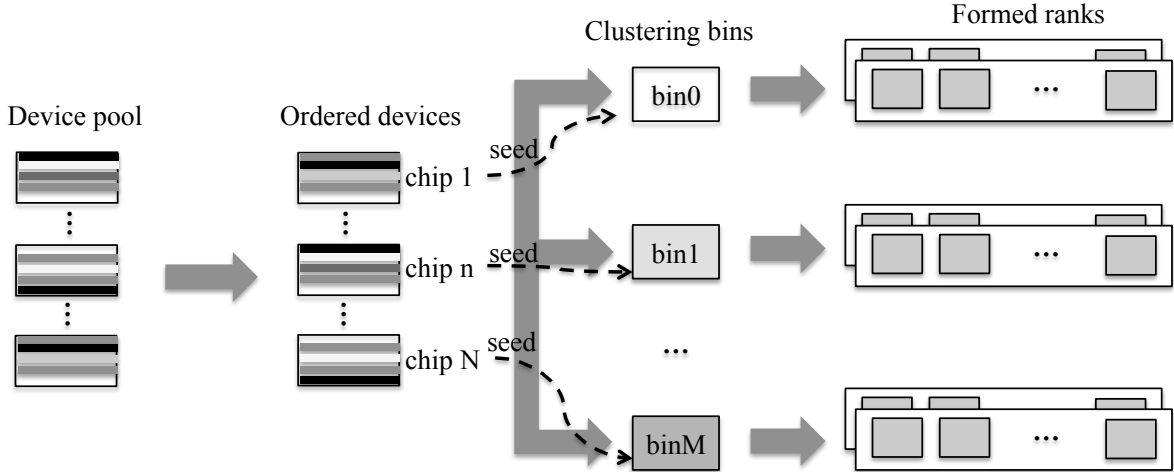 Formed ranks
Clustering bins
Device pool
Ordered devices
bin0
...
seed
chip 1
...
...
bin1
...
seed
chip n
...
...
seed
chip N
...
binM
...